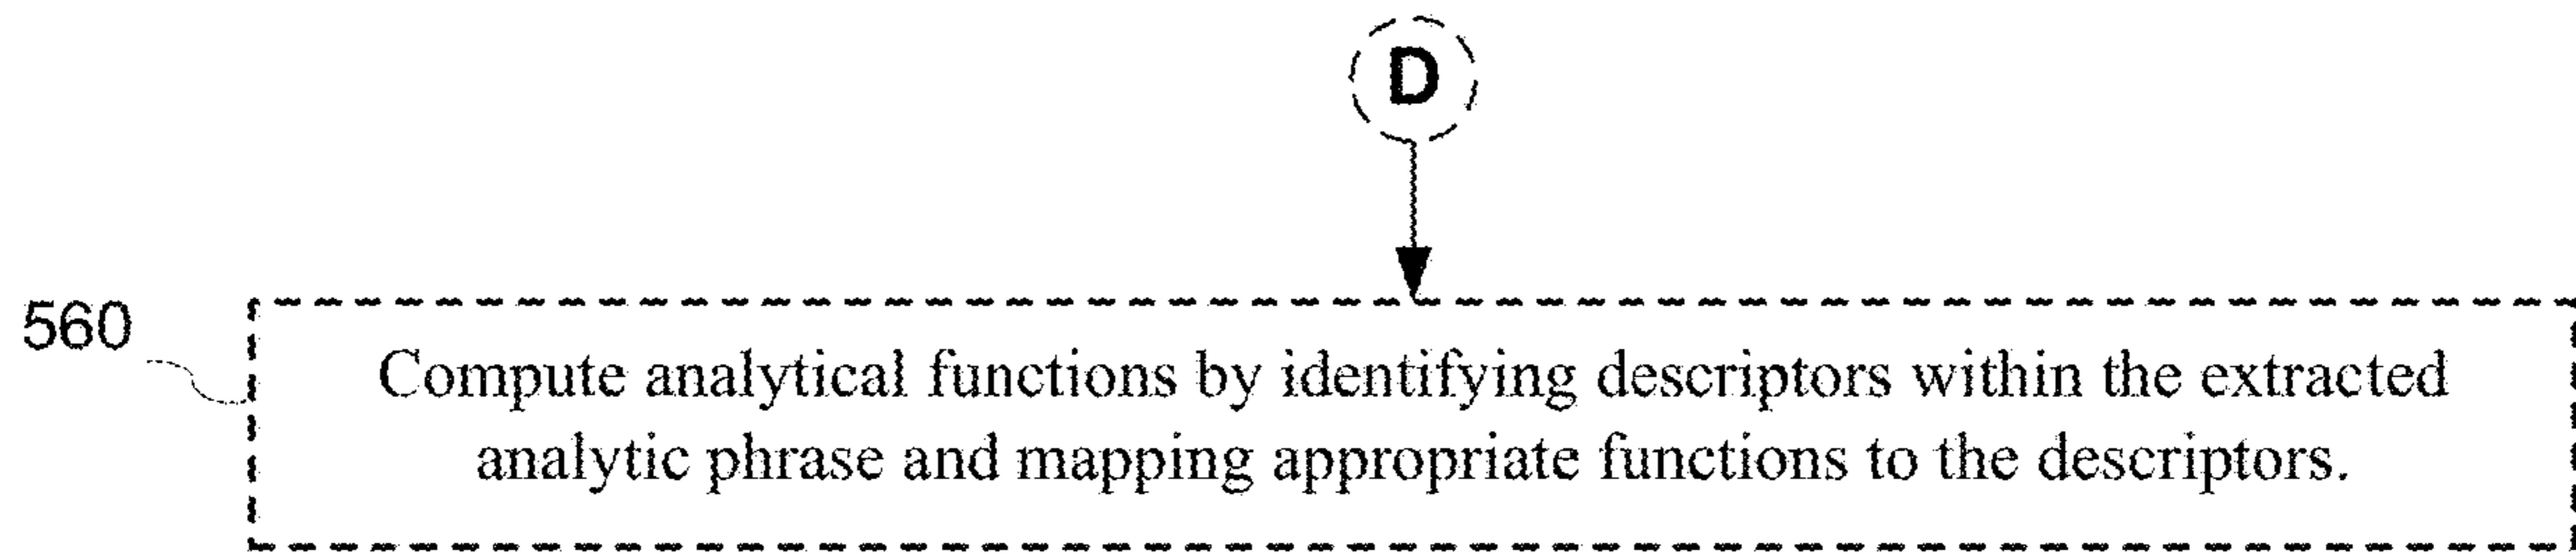 D
560
Compute analytical functions by identifying descriptors within the extracted
analytic phrase and mapping appropriate functions to the descriptors.